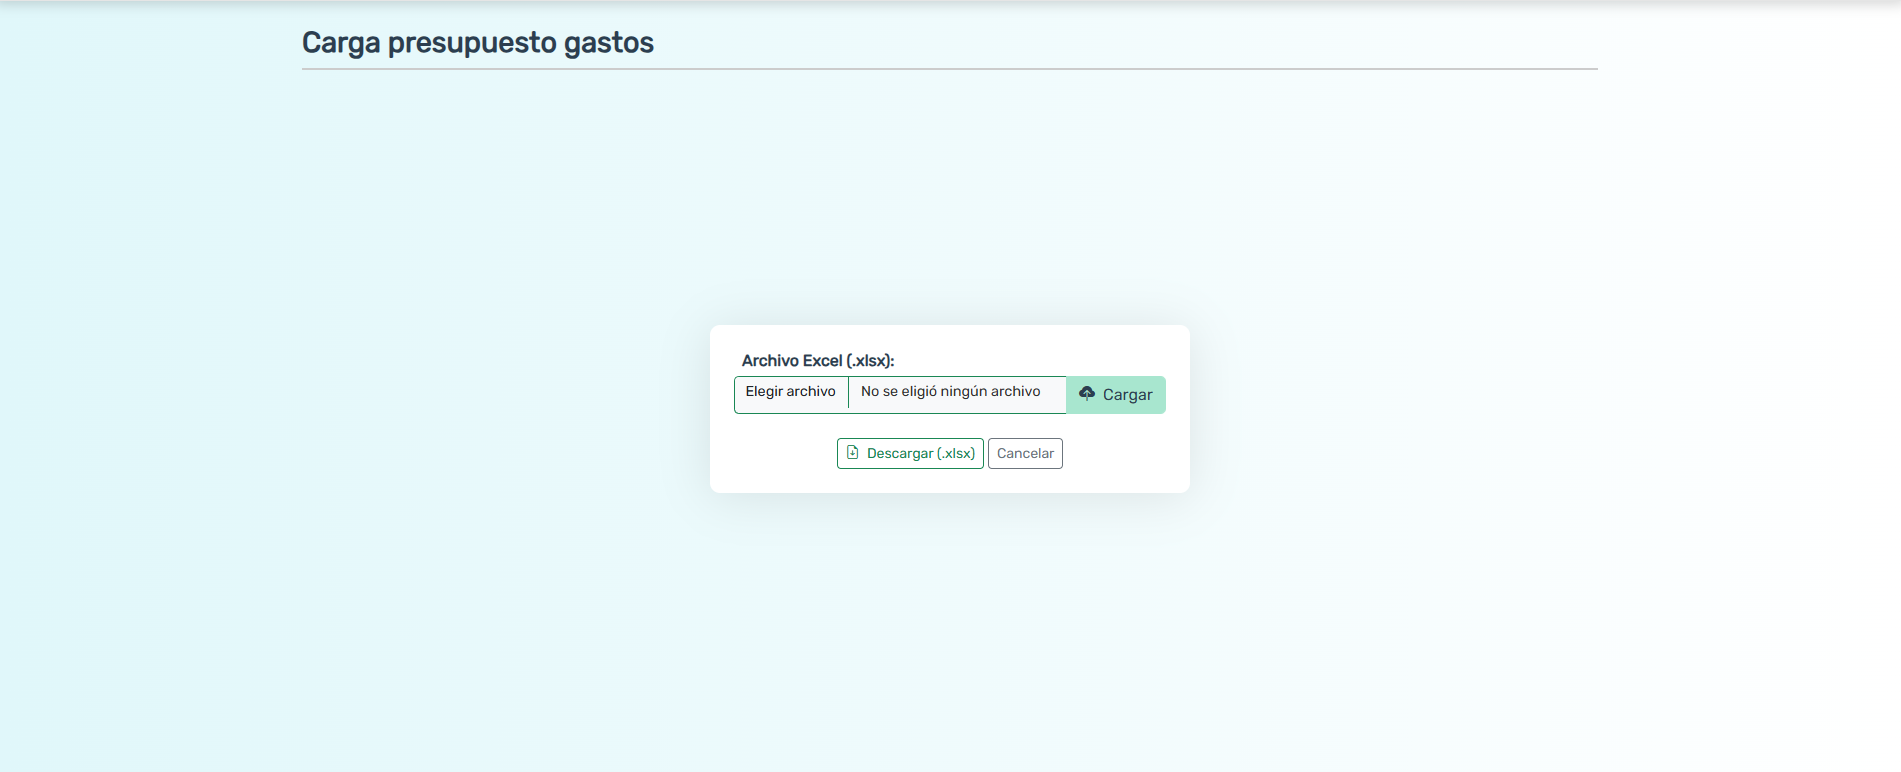 Carga presupuesto gastos
Archivo Excel (.xlsx):
Elegir archivo No se eligió ningún archivo Cargar
Descargar (.xlsx) Cancelar